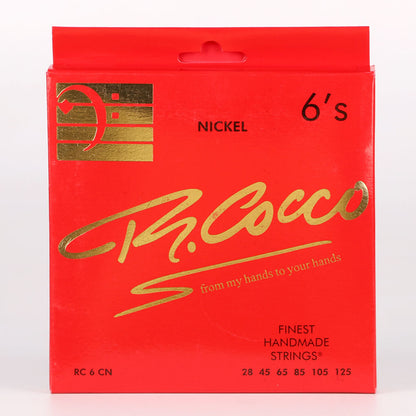 6's
NICKEL
R. Cocco
from my hands to your hands
FINEST
HANDMADE
STRINGS®
RC 6 CN
28 45 65 85 105 125